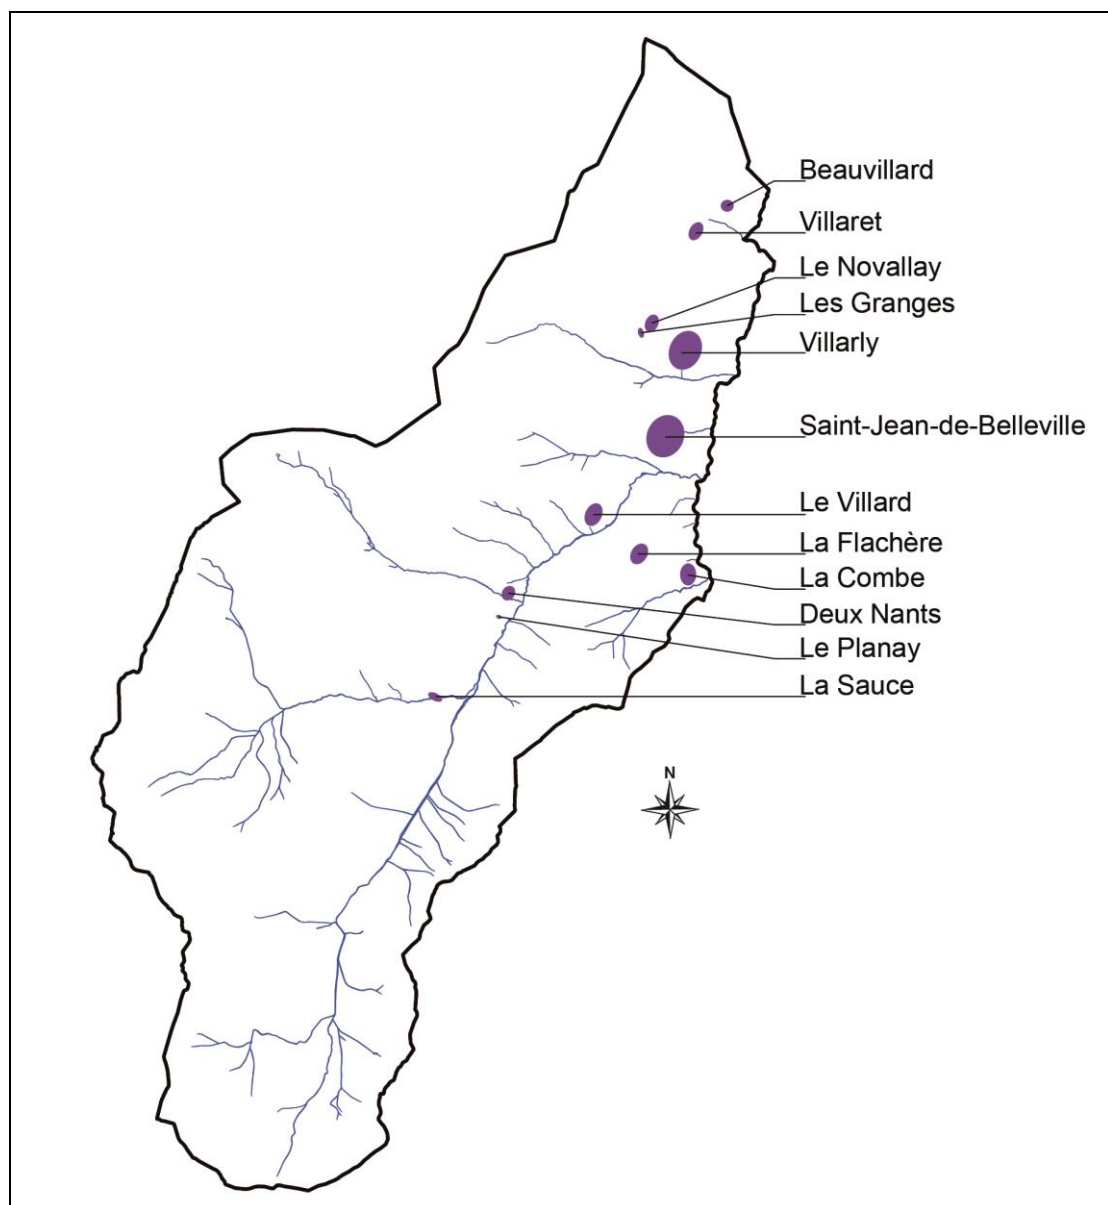 Beauvillard
Villaret
Le Novallay
Les Granges
Villarly
Saint-Jean-de-Belleville
Le Villard
La Flachère
La Combe
Deux Nants
Le Planay
La Sauce
N